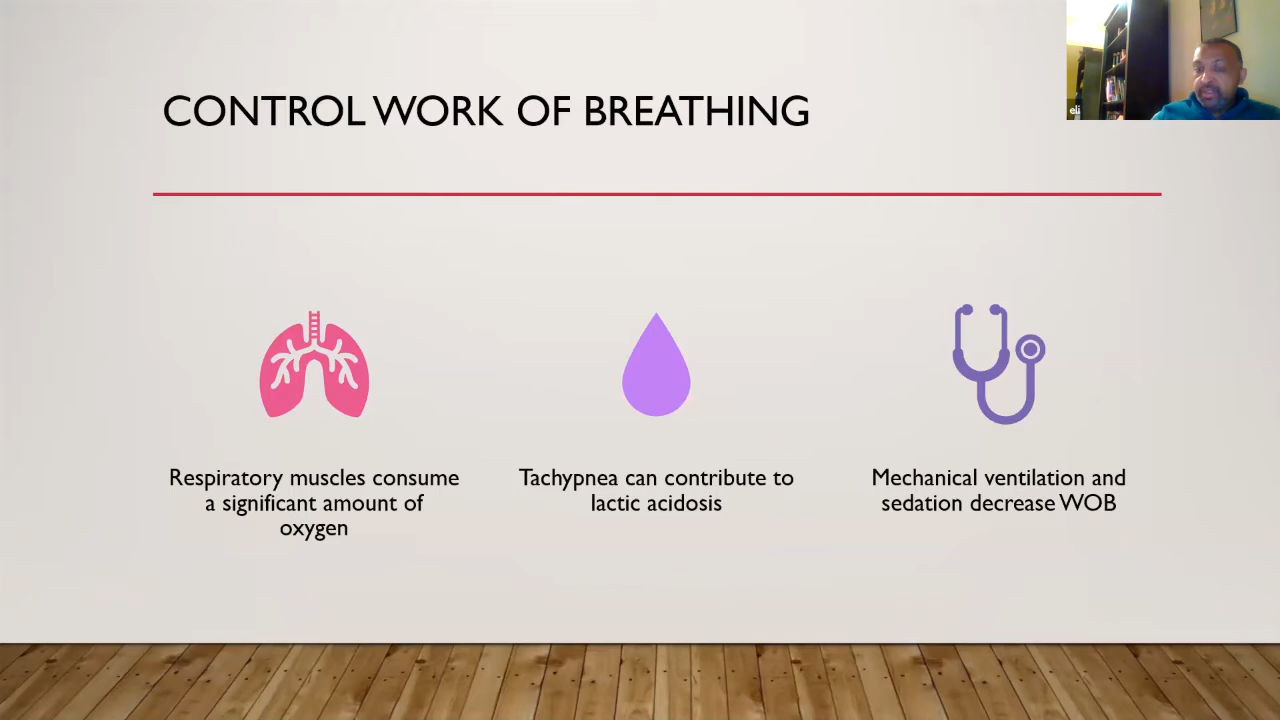 CONTROL WORK OF BREATHING
eli
Respiratory muscles consume
a significant amount of
oxygen
Tachypnea can contribute to
lactic acidosis
Mechanical ventilation and
sedation decrease WOB